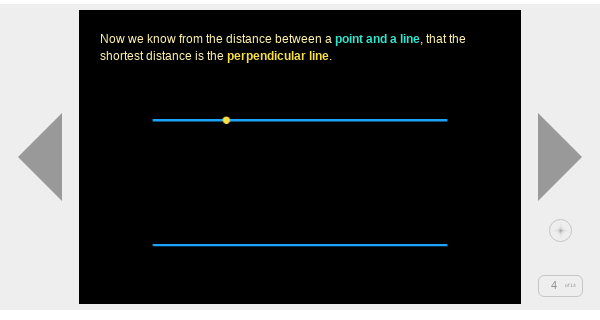 Now we know from the distance between a point and a line, that the
shortest distance is the perpendicular line.
4 of 14